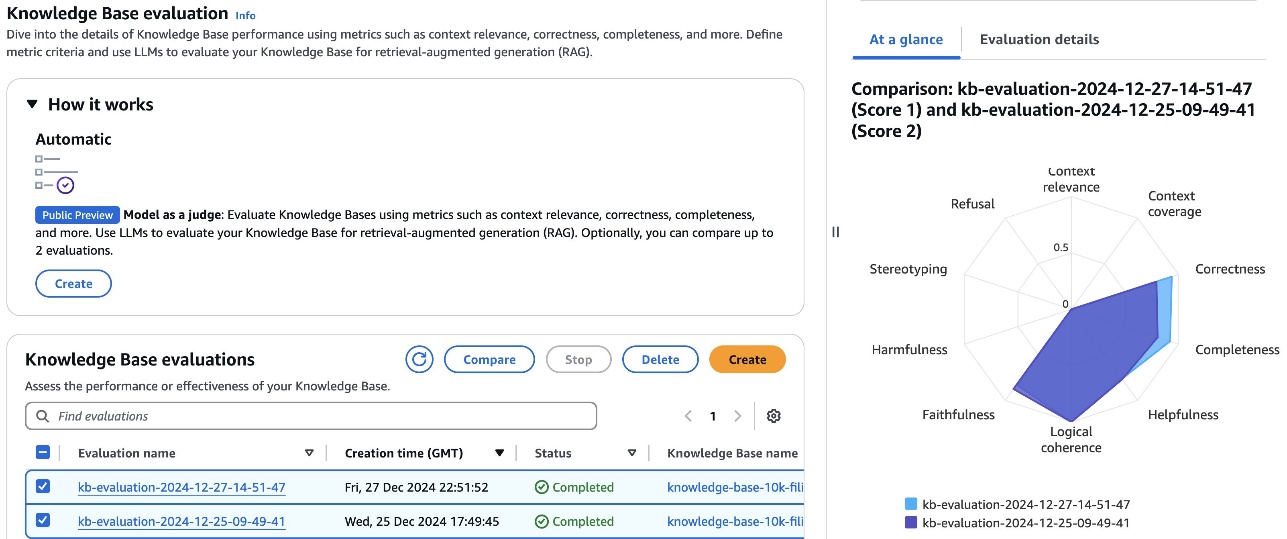 Knowledge Base evaluation Info
Dive into the details of Knowledge Base performance using metrics such as context relevance, correctness, completeness, and more. Define
metric criteria and use LLMs to evaluate your Knowledge Base for retrieval-augmented generation (RAG).
How it works
Automatic
Public Preview Model as a judge: Evaluate Knowledge Bases using metrics such as context relevance, correctness, completeness,
and more. Use LLMs to evaluate your Knowledge Base for retrieval-augmented generation (RAG). Optionally, you can compare up to
2 evaluations.
Create
Knowledge Base evaluations
Compare
Stop
Delete
Create
Assess the performance or effectiveness of your Knowledge Base.
Find evaluations
1
Evaluation name
Creation time (GMT)
Status
Knowledge Base name
kb-evaluation-2024-12-27-14-51-47
Fri, 27 Dec 2024 22:51:52
Completed
knowledge-base-10k-fili
kb-evaluation-2024-12-25-09-49-41
Wed, 25 Dec 2024 17:49:45
Completed
knowledge-base-10k-fili
At a glance
Evaluation details
Comparison: kb-evaluation-2024-12-27-14-51-47
(Score 1) and kb-evaluation-2024-12-25-09-49-41
(Score 2)
Context
relevance
Context
coverage
Correctness
Completeness
Helpfulness
Logical
coherence
Faithfulness
Harmfulness
Stereotyping
Refusal
0.5
0
kb-evaluation-2024-12-27-14-51-47
kb-evaluation-2024-12-25-09-49-41